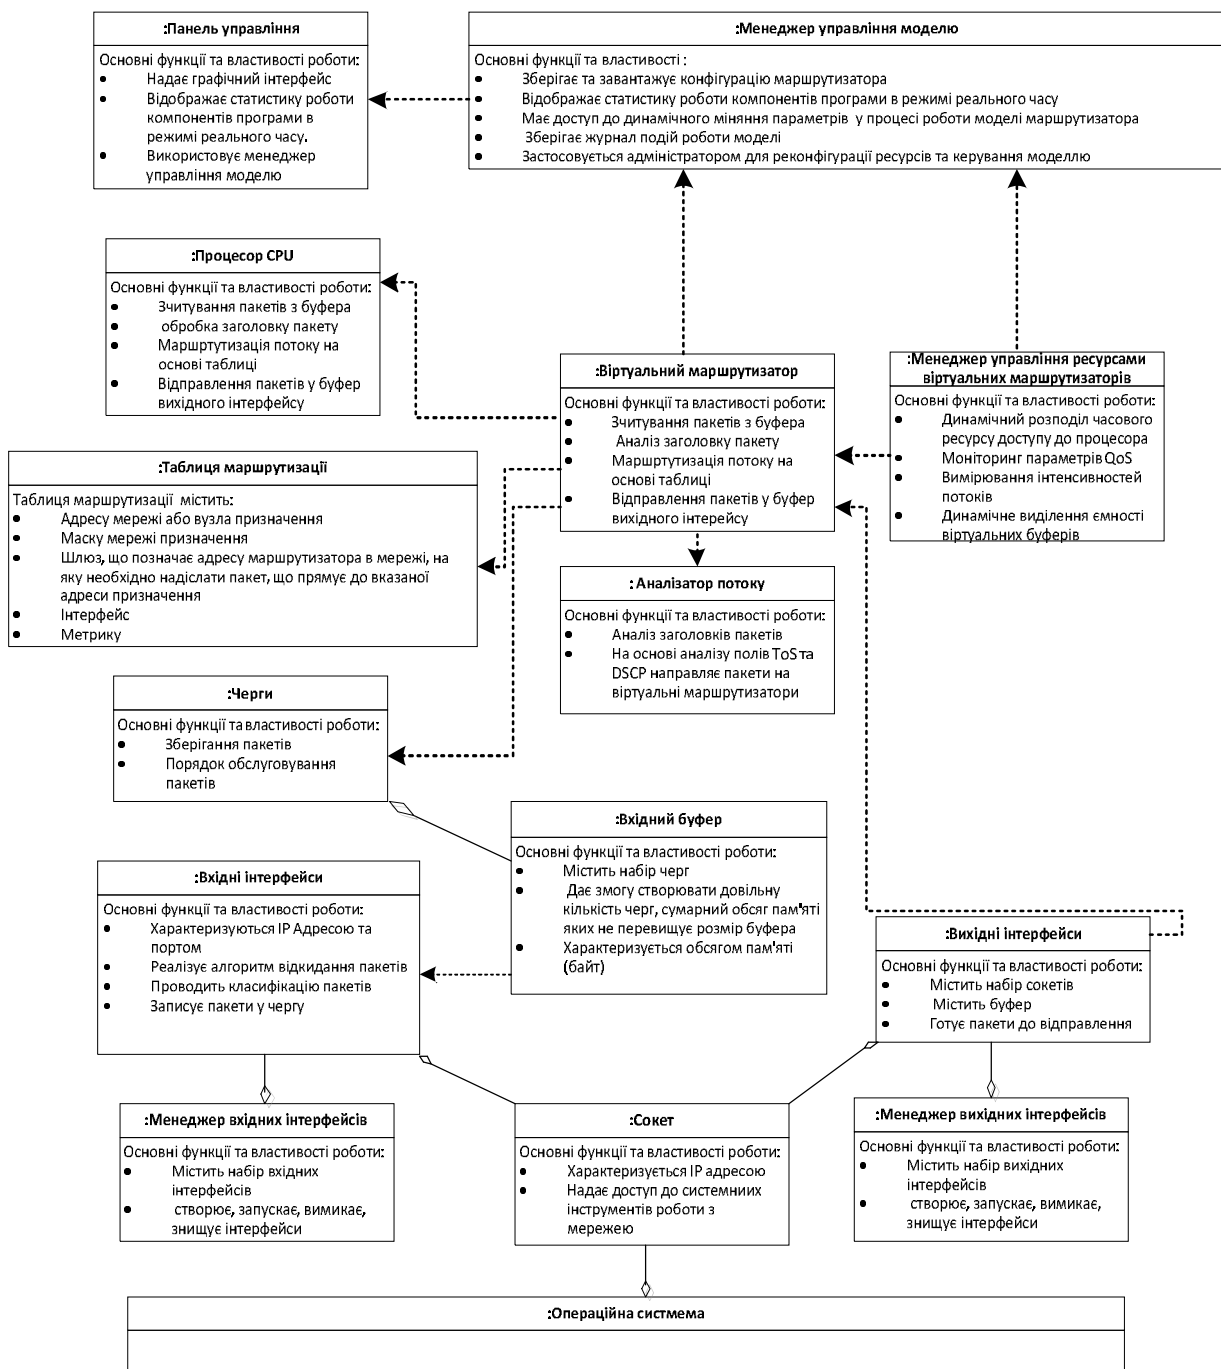 :Панель управління
Основні функції та властивості роботи:
• Надає графічний інтерфейс
• Відображає статистику роботи
компонентів програми в
режимі реального часу.
• Використовує менеджер
управління моделю
:Менеджер управління моделю
Основні функції та властивості :
• Зберігає та завантажує конфігурацію маршрутизатора
• Відображає статистику роботи компонентів програми в режимі реального часу
• Має доступ до динамічного міняння параметрів у процесі роботи моделі маршрутизатора
• Зберігає журнал подій роботи моделі
• Застосовується адміністратором для реконфігурації ресурсів та керування моделлю
:Процесор CPU
Основні функції та властивості роботи:
• Зчитування пакетів з буфера
• обробка заголовку пакету
• Маршртутизація потоку на
основі таблиці
• Відправлення пакетів у буфер
вихідного інтерфейсу
:Віртуальний маршрутизатор
Основні функції та властивості роботи:
• Зчитування пакетів з буфера
• Аналіз заголовку пакету
• Маршртутизація потоку на
основі таблиці
• Відправлення пакетів у буфер
вихідного інтерейсу
:Менеджер управління ресурсами
віртуальних маршрутизаторів
Основні функції та властивості роботи:
• Динамічний розподіл часового
ресурсу доступу до процесора
• Моніторинг параметрів QoS
• Вимірювання інтенсивностей
потоків
• Динамічне виділення ємності
віртуальних буферів
:Таблиця маршрутизації
Таблиця маршрутизації містить:
• Адресу мережі або вузла призначення
• Маску мережі призначення
• Шлюз, що позначає адресу маршрутизатора в мережі, на
яку необхідно надіслати пакет, що прямує до вказаної
адреси призначення
• Інтерфейс
• Метрику
: Аналізатор потоку
Основні функції та властивості роботи:
• Аналіз заголовків пакетів
• На основі аналізу полів ToS та
DSCP направляє пакети на
віртуальні маршрутизатори
:Черги
Основні функції та властивості роботи:
• Зберігання пакетів
• Порядок обслуговування
пакетів
:Вхідний буфер
Основні функції та властивості роботи:
• Містить набір черг
• Дає змогу створювати довільну
кількість черг, сумарний обсяг пам'яті
яких не перевищує розмір буфера
• Характеризується обсягом пам'яті
(байт)
:Вхідні інтерфейси
Основні функції та властивості роботи:
• Характеризуються IP Адресою та
портом
• Реалізує алгоритм відкидання пакетів
• Проводить класифікацію пакетів
• Записує пакети у чергу
:Вихідні інтерфейси
Основні функції та властивості роботи:
• Містить набір сокетів
• Містить буфер
• Готує пакети до відправлення
:Менеджер вхідних інтерфейсів
Основні функції та властивості роботи:
• Містить набір вхідних
інтерфейсів
• створює, запускає, вимикає,
знищує інтерфейси
:Сокет
Основні функції та властивості роботи:
• Характеризується IP адресою
• Надає доступ до системниих
інструментів роботи з
мережею
:Менеджер вихідних інтерфейсів
Основні функції та властивості роботи:
• Містить набір вихідних
інтерфейсів
• створює, запускає, вимикає,
знищує інтерфейси
:Операційна систмема